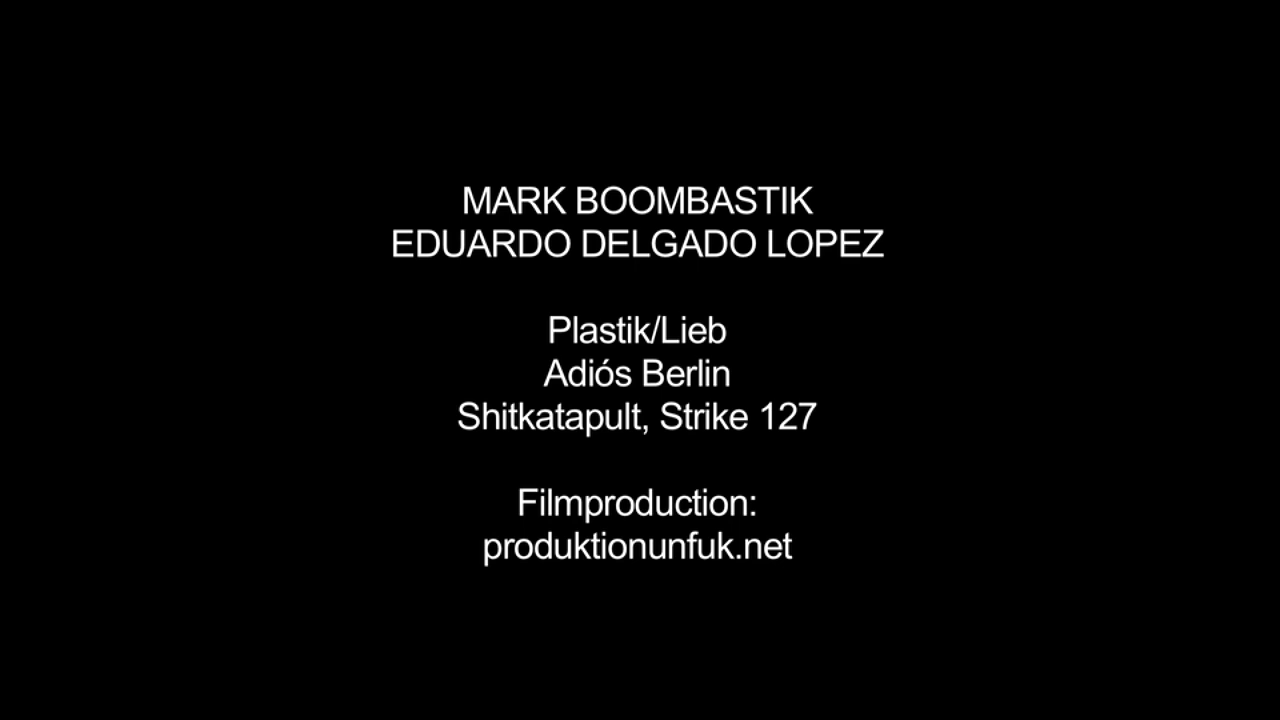 MARK BOOMBASTIK
EDUARDO DELGADO LOPEZ
Plastik/Lieb
Adiós Berlin
Shitkatapult, Strike 127
Filmproduction:
produktionunfuk.net